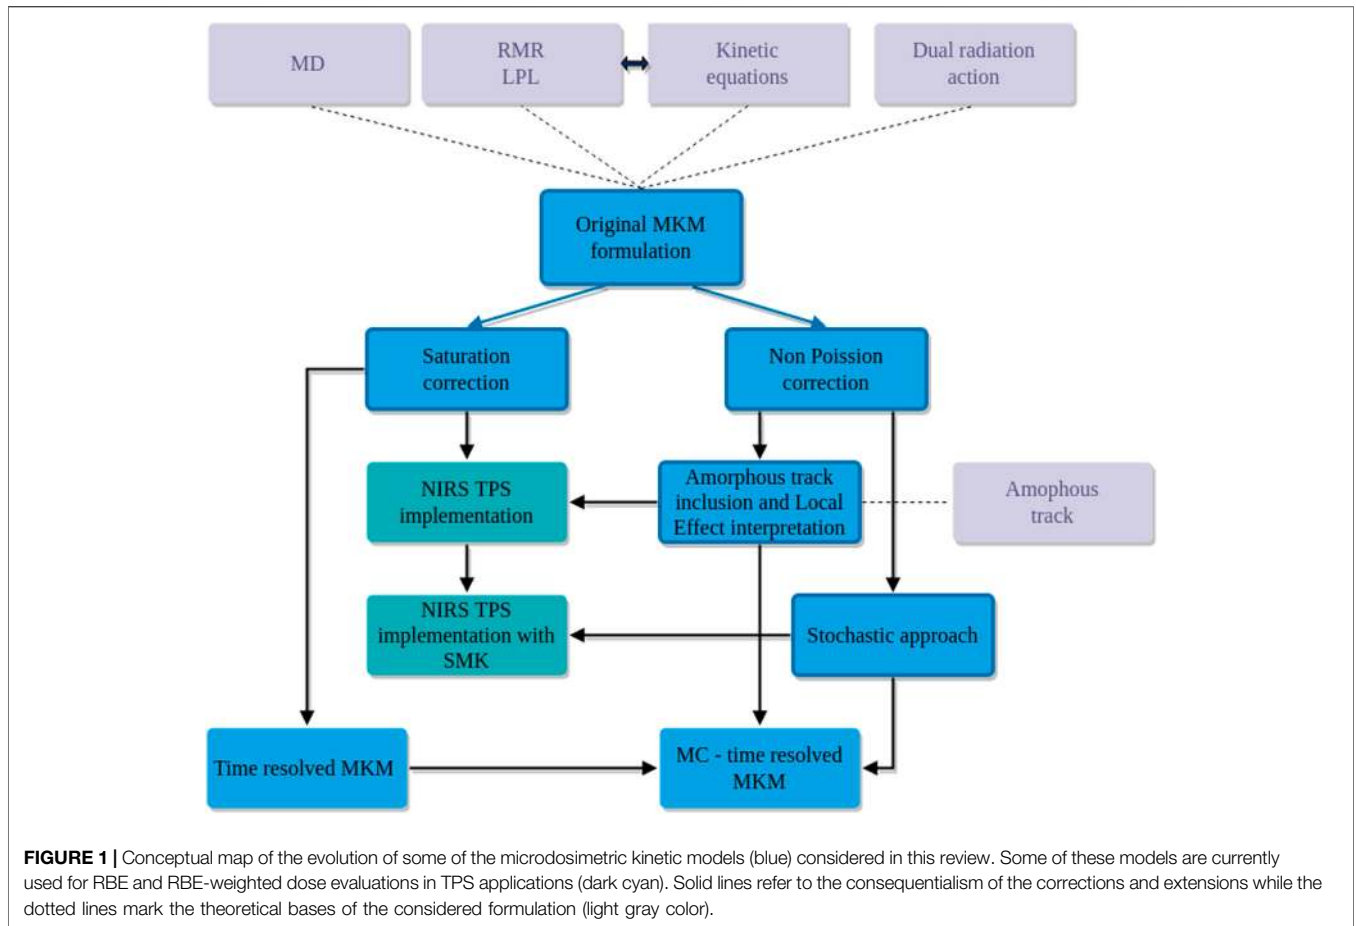 MD
RMR
LPL
Kinetic
equations
Dual radiation
action
Original MKM
formulation
Saturation
correction
Non Poission
correction
NIRS TPS
implementation
Amorphous track
inclusion and Local
Effect interpretation
Amophous
track
NIRS TPS
implementation with
SMK
Stochastic approach
Time resolved MKM
MC - time resolved
MKM
FIGURE 1 | Conceptual map of the evolution of some of the microdosimetric kinetic models (blue) considered in this review. Some of these models are currently
used for RBE and RBE-weighted dose evaluations in TPS applications (dark cyan). Solid lines refer to the consequentialism of the corrections and extensions while the
dotted lines mark the theoretical bases of the considered formulation (light gray color).